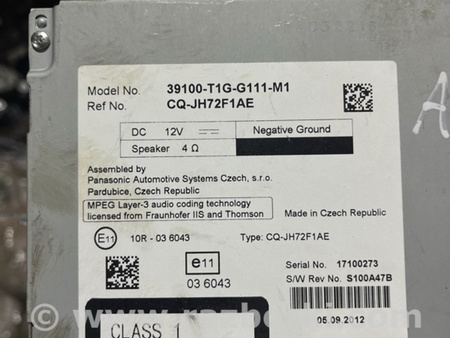 Model No. 39100-T1G-G111-M1
Ref No. CQ-JH72F1AE
DC 12V Negative Ground
Speaker 4 Ω
Assembled by
Panasonic Automotive Systems Czech, s.r.o.
Pardubice, Czech Republic
MPEG Layer-3 audio coding technology
licensed from Fraunhofer IIS and Thomson
Made in Czech Republic
E11 10R - 03 6043 Type: CQ-JH72F1AE
e11
03 6043
Serial No. 17100273
S/W Rev No. S100A47B
05.09.2012
CLASS 1
A